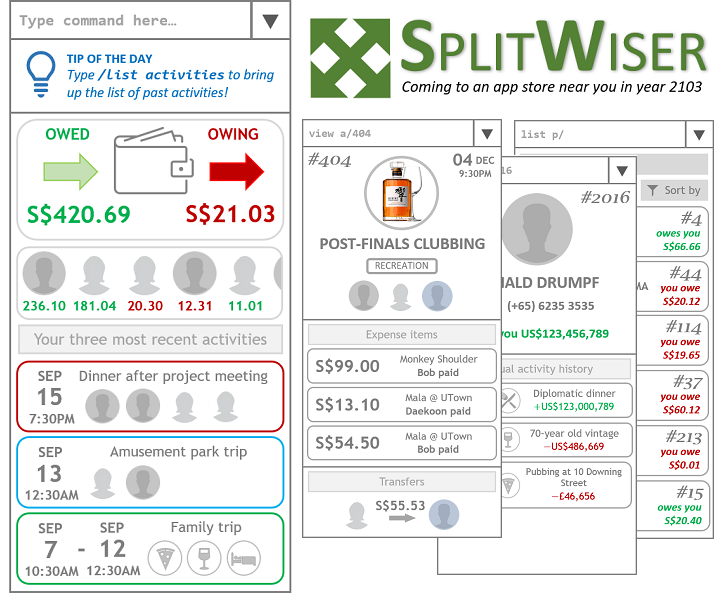 Type command here…
TIP OF THE DAY
Type /list activities to bring
up the list of past activities!
OWED
OWING
S$420.69
S$21.03
236.10
181.04
20.30
12.31
11.01
Your three most recent activities
SEP
15
7:30PM
Dinner after project meeting
SEP
13
12:30AM
Amusement park trip
SEP
7
10:30AM
-
SEP
12
12:30AM
Family trip
SPLITWISER
Coming to an app store near you in year 2103
view a/404
#404
04 DEC
9:30PM
POST-FINALS CLUBBING
RECREATION
Expense items
S$99.00
Monkey Shoulder
Bob paid
S$13.10
Mala @ UTown
Daekoon paid
S$54.50
Mala @ UTown
Bob paid
Transfers
S$55.53
16
#2016
NALD DRUMPF
(+65) 6235 3535
you US$123,456,789
ual activity history
Diplomatic dinner
+US$123,000,789
70-year old vintage
−US$486,669
Pubbing at 10 Downing
Street
−£46,656
list p/
Sort by
#4
owes you
S$66.66
MA
#44
you owe
S$20.12
#114
you owe
S$19.65
#37
you owe
S$60.12
#213
you owe
S$0.01
#15
owes you
S$20.40